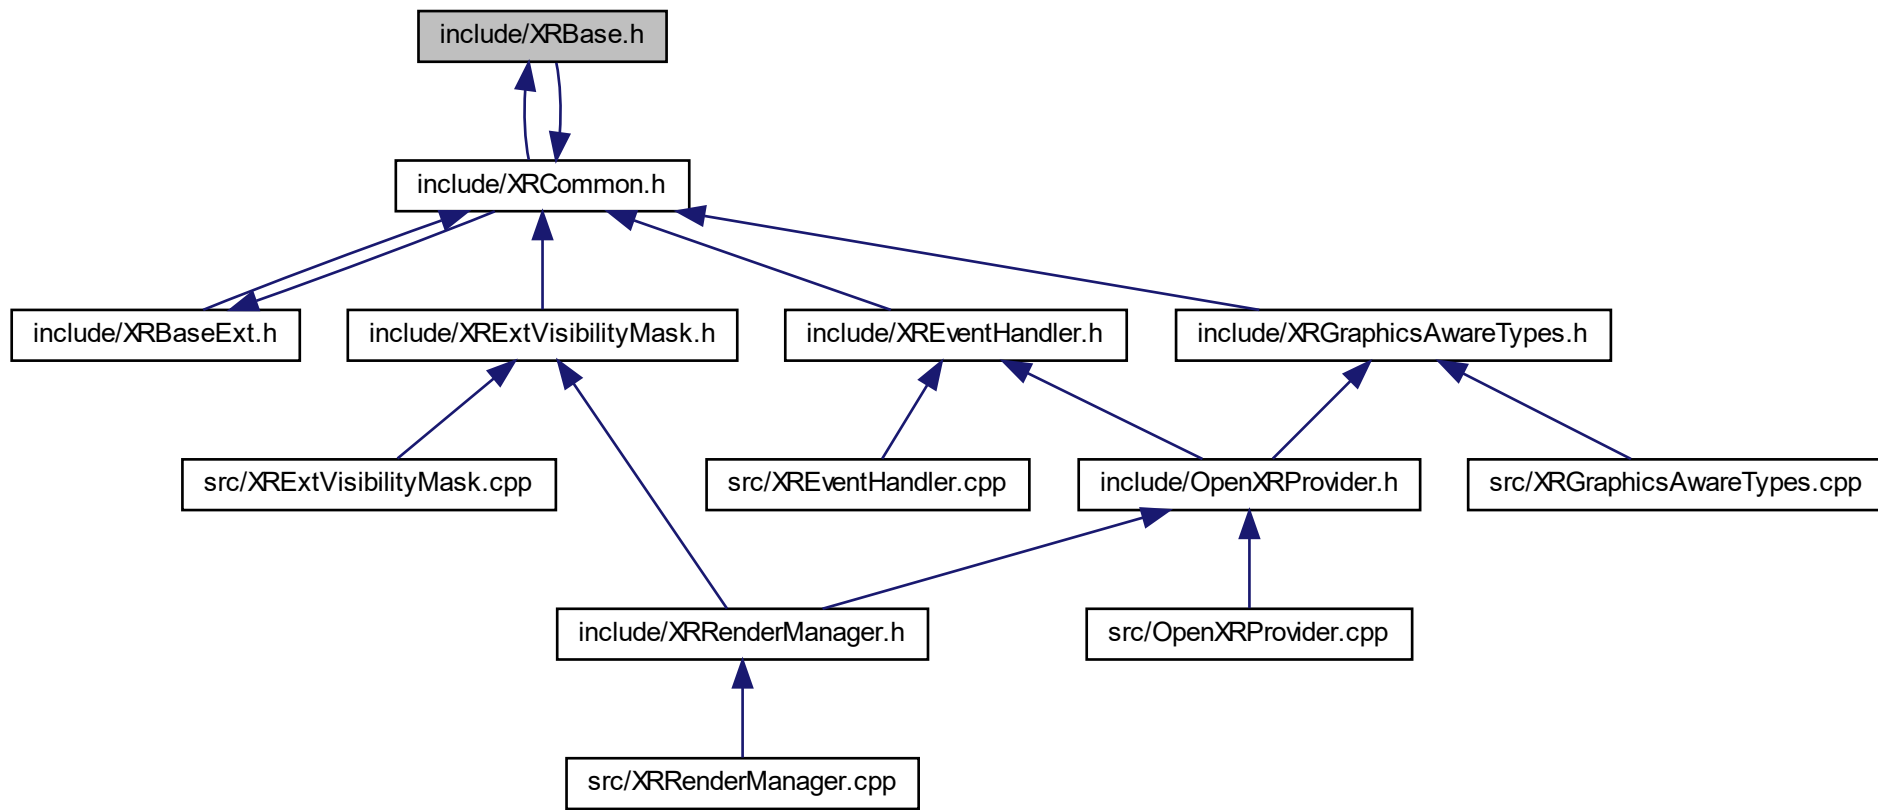 include/XRBase.h
include/XRCommon.h
include/XRBaseExt.h
include/XRExtVisibilityMask.h
include/XREventHandler.h
include/XRGraphicsAwareTypes.h
src/XRExtVisibilityMask.cpp
src/XREventHandler.cpp
include/OpenXRProvider.h
src/XRGraphicsAwareTypes.cpp
include/XRRenderManager.h
src/OpenXRProvider.cpp
src/XRRenderManager.cpp